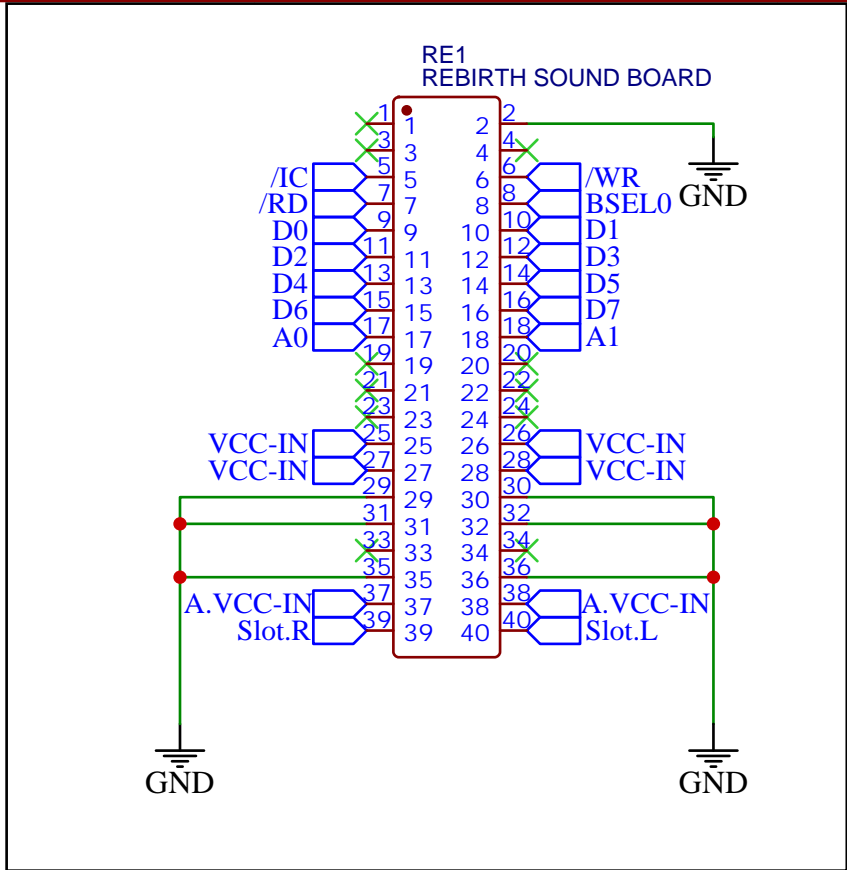 RE1
REBIRTH SOUND BOARD
1 1 2 2
3 3 4 4
/IC 5 5 6 6 /WR
GND
/RD 7 7 8 8 BSEL0
D0 9 9 10 10 D1
D2 11 11 12 12 D3
D4 13 13 14 14 D5
D6 15 15 16 16 D7
A0 17 17 18 18 A1
19 19 20 20
21 21 22 22
23 23 24 24
VCC-IN 25 25 26 26 VCC-IN
VCC-IN 27 27 28 28 VCC-IN
29 29 30 30
31 31 32 32
33 33 34 34
35 35 36 36
A.VCC-IN 37 37 38 38 A.VCC-IN
Slot.R 39 39 40 40 Slot.L
GND GND